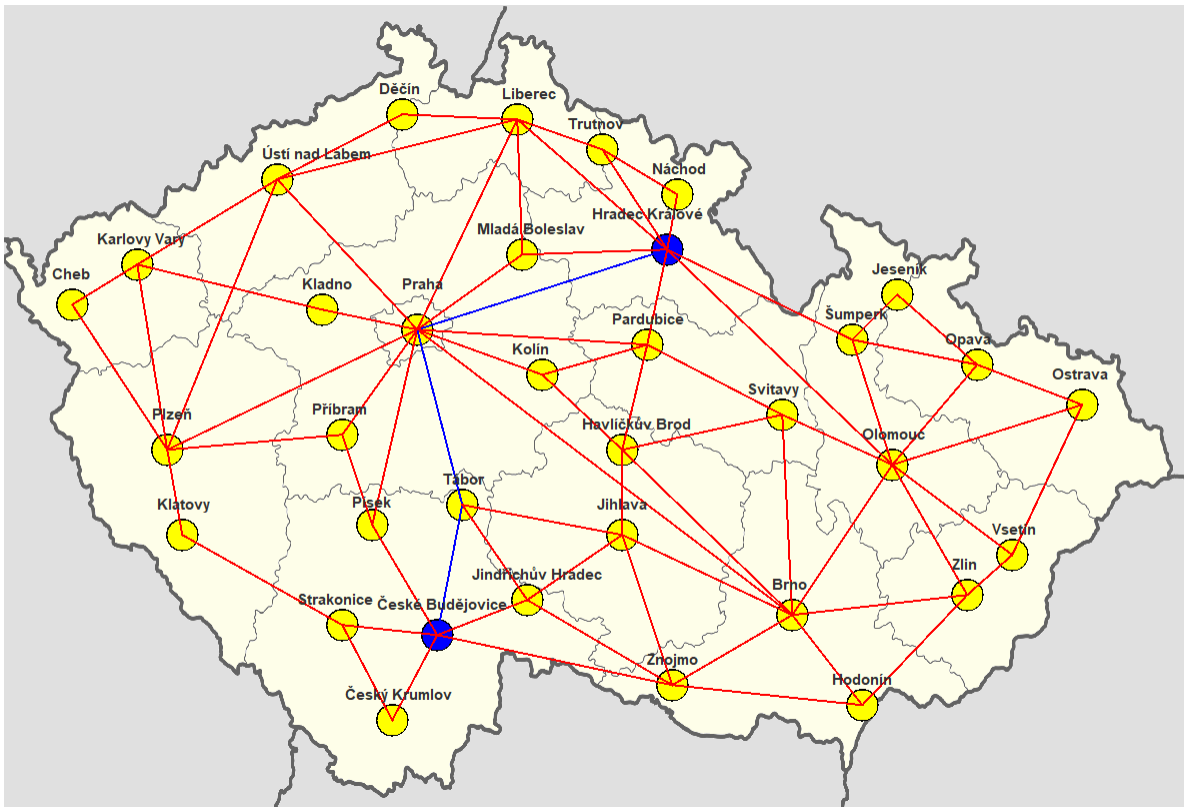 Děčín
Liberec
Trutnov
Ústí nad Lábem
Náchod
Hradec Králové
Mladá Boleslav
Karlovy Vary
Cheb
Kladno
Praha
Jeseník
Šumperk
Pardubice
Opava
Kolín
Ostrava
Svitavy
Plzeň
Příbram
Havlíčkův Brod
Olomouc
Tábor
Klatovy
Písek
Jihlava
Vsetín
Zlín
Jindřichův Hradec
Brno
Strakonice
České Budějovice
Znojmo
Hodonín
Český Krumlov